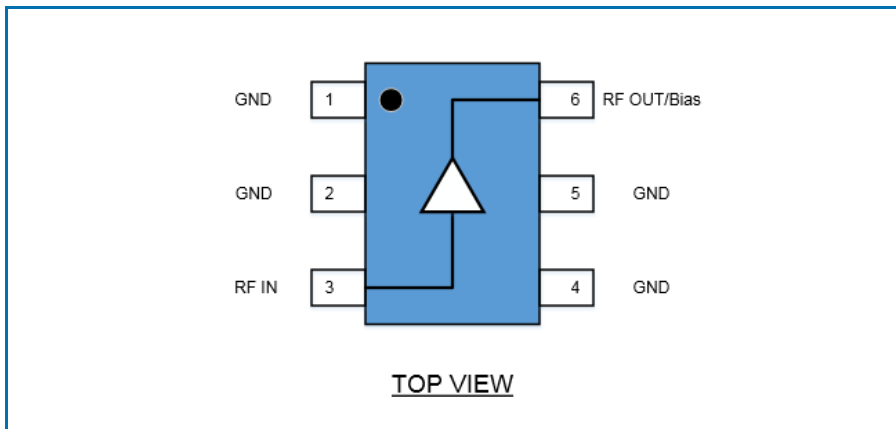 GND 1 6 RF OUT/Bias
GND 2 5 GND
RF IN 3 4 GND
TOP VIEW